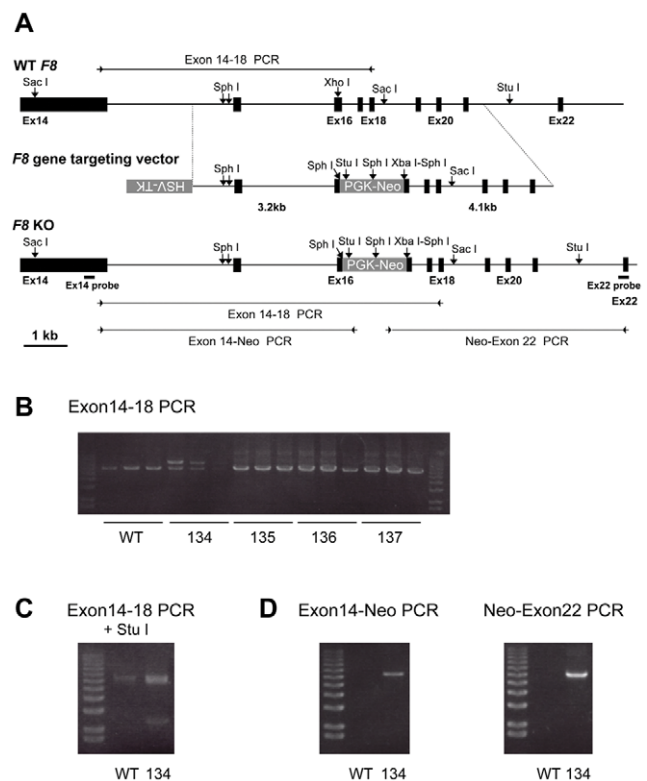 A
Exon 14-18 PCR
WT F8
Sac I
Sph I
Xho I
Sac I
Stu I
Ex14
Ex16
Ex18
Ex20
Ex22
F8 gene targeting vector
Sph I
Sph I
Stu I
Sph I
Xba I-Sph I
Sac I
HSV-TK
PGK-Neo
3.2kb
4.1kb
F8 KO
Sac I
Sph I
Sph I
Stu I
Sph I
Xba I-Sph I
Sac I
Stu I
PGK-Neo
Ex14
Ex14 probe
Ex16
Ex18
Ex20
Ex22 probe
Ex22
Exon 14-18 PCR
1 kb
Exon 14-Neo PCR
Neo-Exon 22 PCR
B
Exon14-18 PCR
WT 134 135 136 137
C
Exon14-18 PCR
+ Stu I
WT 134
D
Exon14-Neo PCR
Neo-Exon22 PCR
WT 134
WT 134